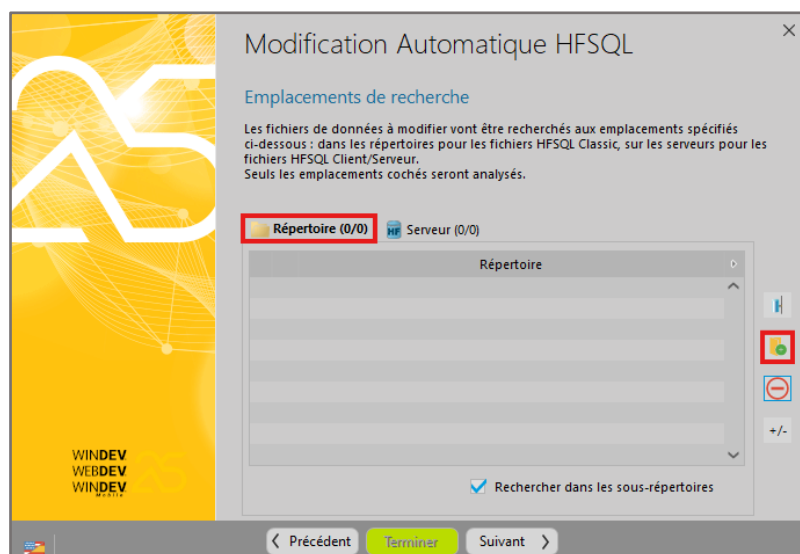 Modification Automatique HFSQL
Emplacements de recherche
Les fichiers de données à modifier vont être recherchés aux emplacements spécifiés
ci-dessous : dans les répertoires pour les fichiers HFSQL Classic, sur les serveurs pour les
fichiers HFSQL Client/Serveur.
Seuls les emplacements cochés seront analysés.
Répertoire (0/0)
HF Serveur (0/0)
Répertoire
+/-
Rechercher dans les sous-répertoires
WINDEV
WEBDEV
WINDEV
Mobile
25
Précédent
Terminer
Suivant